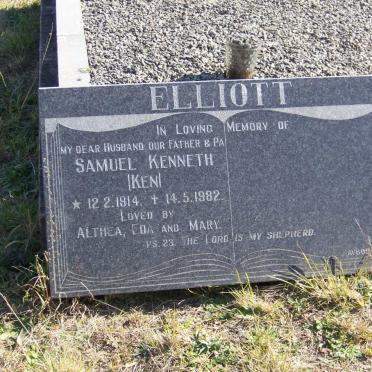 ELLIOTT
IN LOVING MEMORY OF
MY DEAR HUSBAND OUR FATHER & PA
SAMUEL KENNETH
(KEN)
★ 12.2.1914. + 14.5.1982.
LOVED BY
ALTHEA, EDA AND MARY.
PS. 23. THE LORD IS MY SHEPHERD.